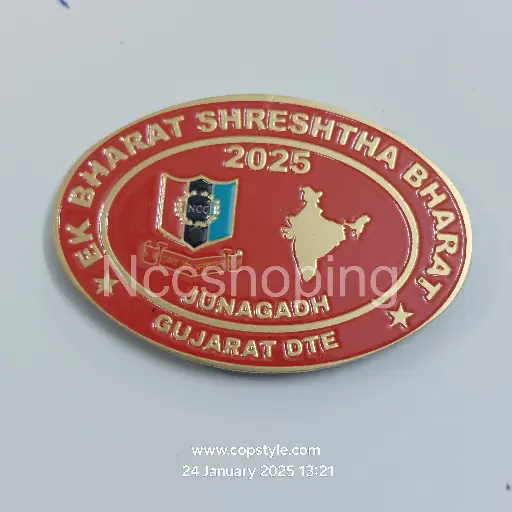 EK BHARAT SHRESHTHA BHARAT
2025
NCC
Nccshoping
JUNAGADH
GUJARAT DTE
www.copstyle.com
24 January 2025 13:21